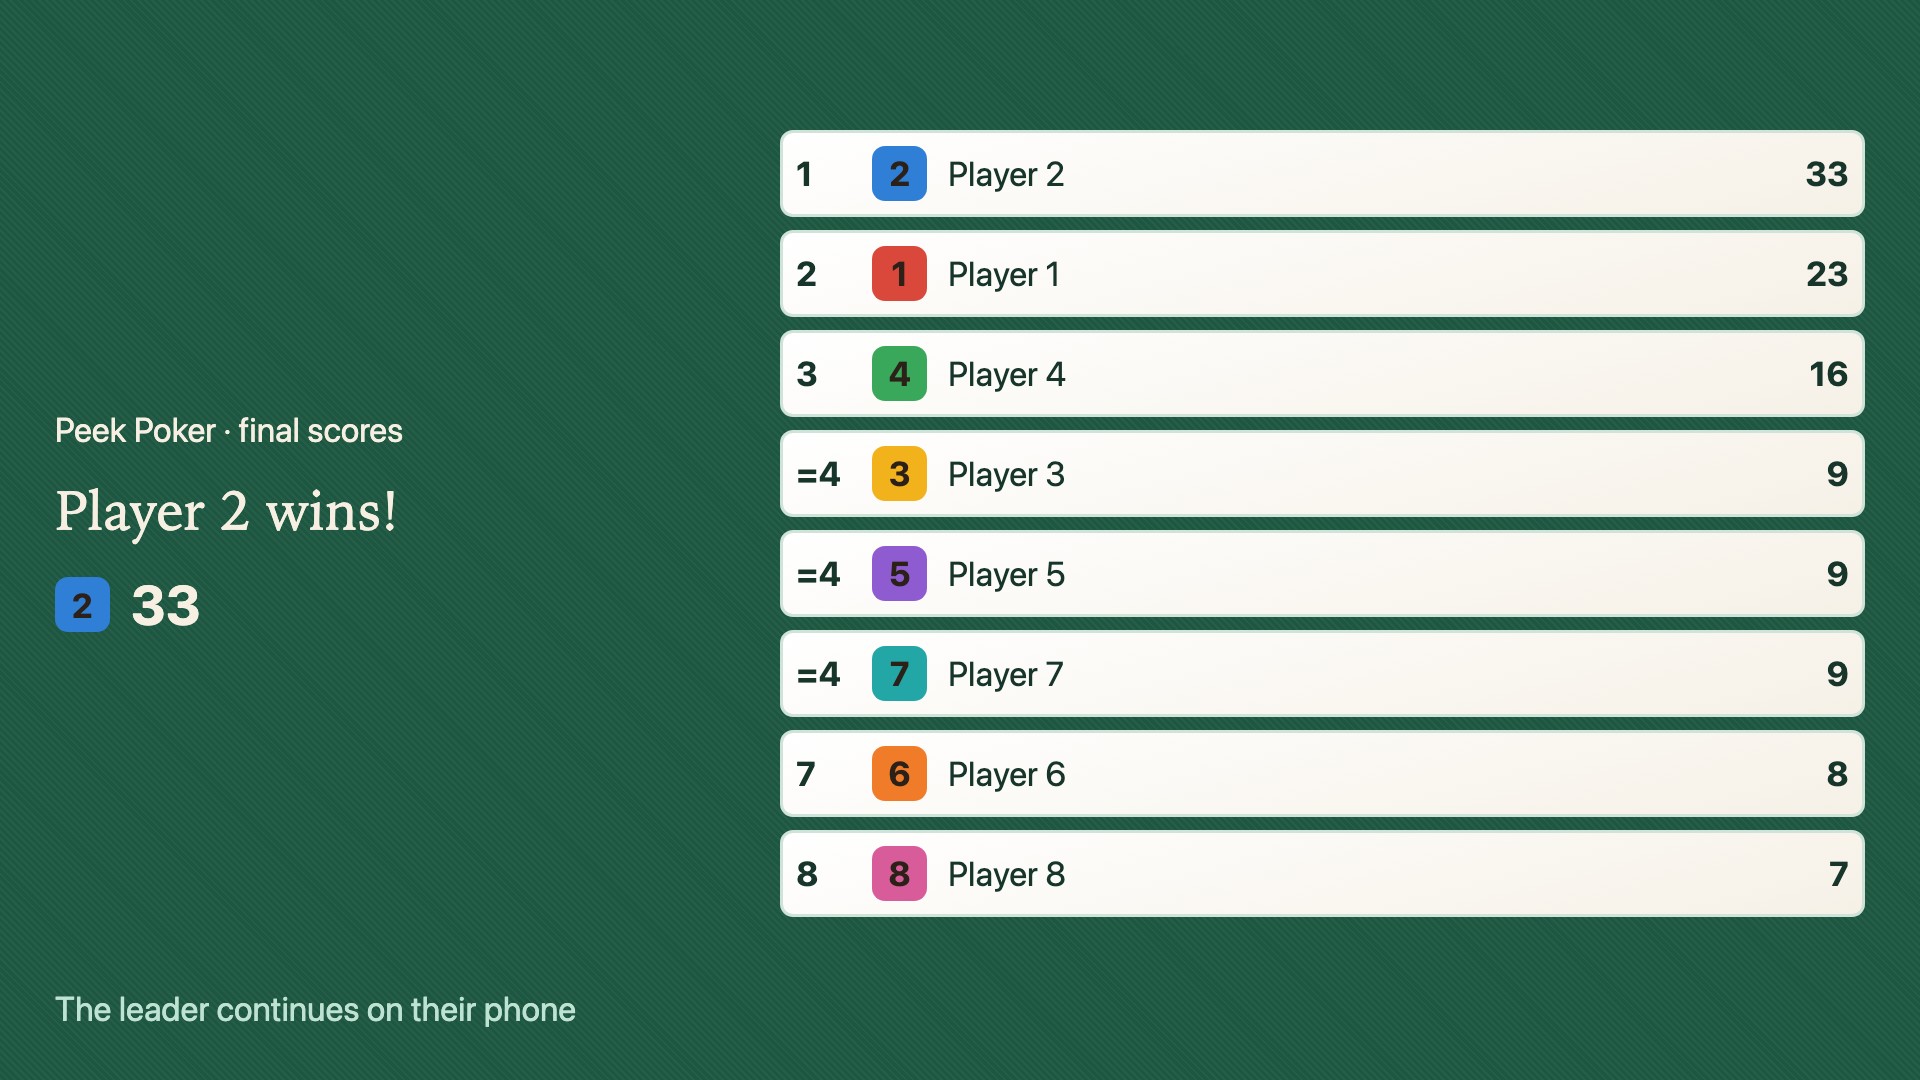 Peek Poker · final scores
Player 2 wins!
2 33
1 2 Player 2 33
2 1 Player 1 23
3 4 Player 4 16
=4 3 Player 3 9
=4 5 Player 5 9
=4 7 Player 7 9
7 6 Player 6 8
8 8 Player 8 7
The leader continues on their phone